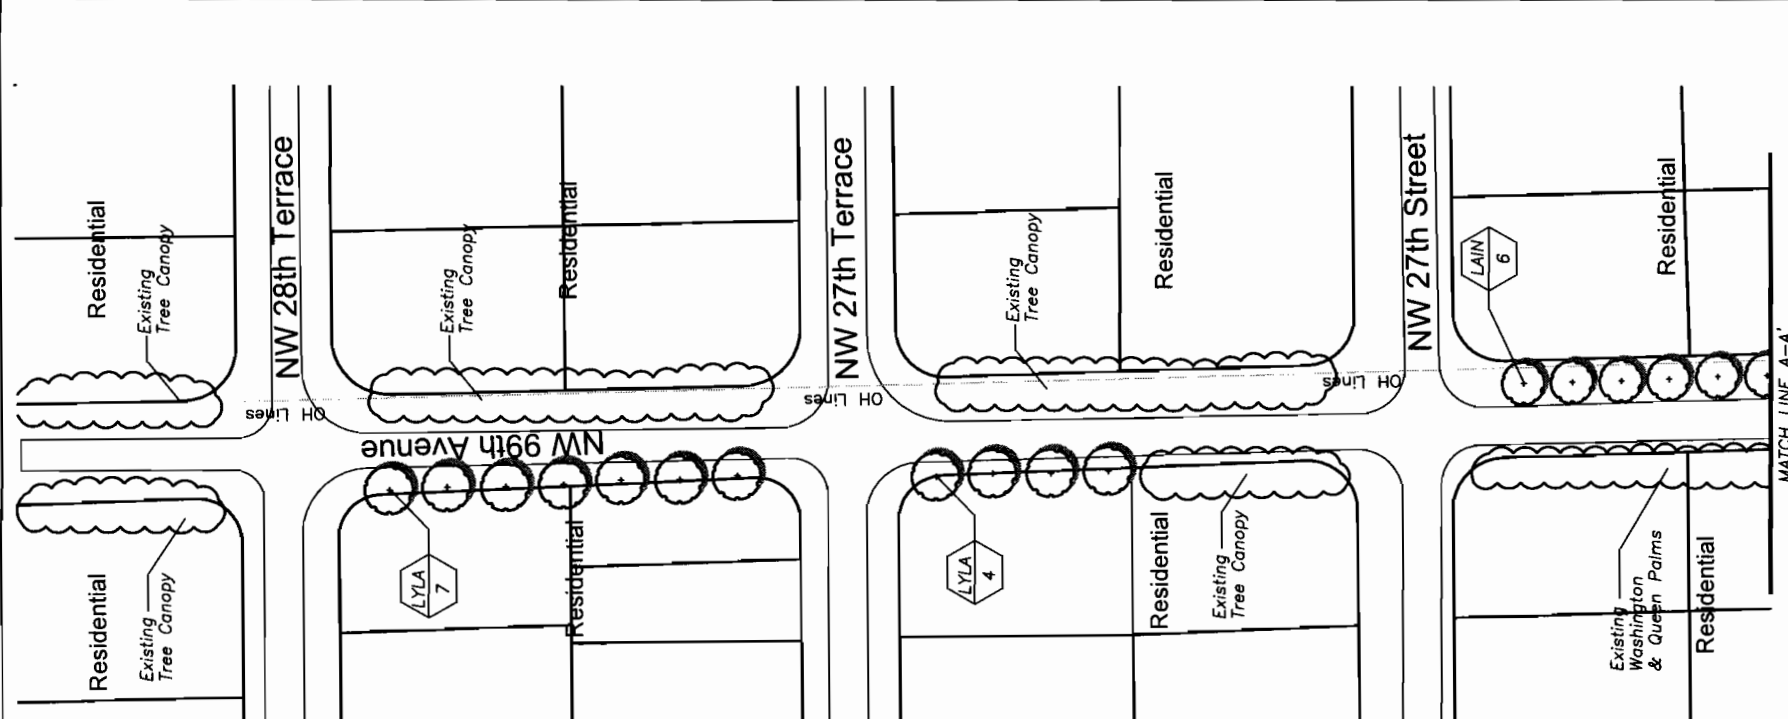 Residential
Existing
Tree Canopy
NW 28th Terrace
Existing
Tree Canopy
Residential
NW 27th Terrace
Existing
Tree Canopy
Residential
NW 27th Street
LAIN
6
Residential
OH Lines
OH Lines
OH Lines
NW 99th Avenue
MATCH LINE A-A'
Residential
Existing
Tree Canopy
LYLA
7
Residential
LYLA
4
Residential
Existing
Tree Canopy
Existing
Washington
& Queen Palms
Residential